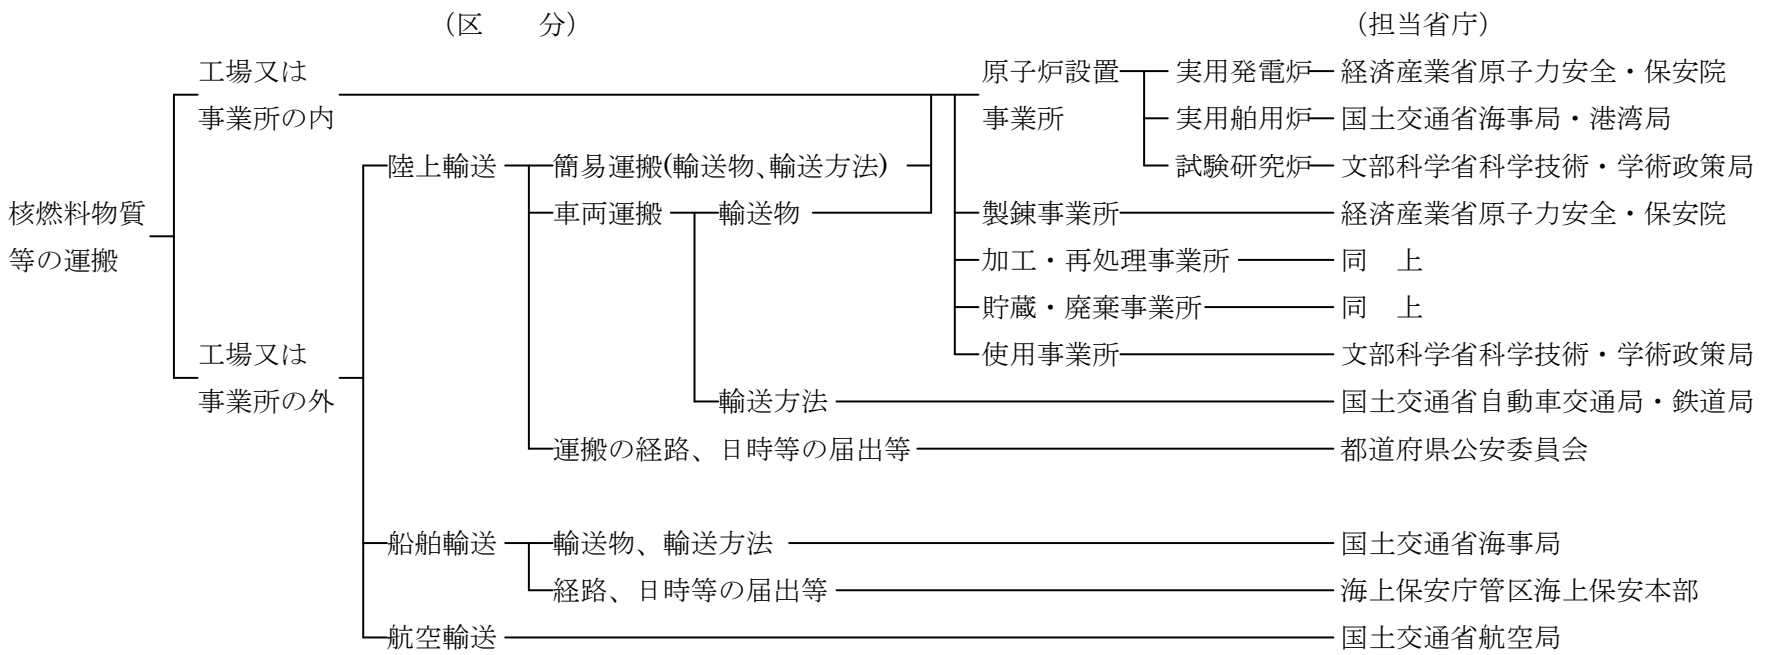 （区　　分）　（担当省庁）
工場又は　原子炉設置　実用発電炉　経済産業省原子力安全・保安院
事業所の内　事業所　実用舶用炉　国土交通省海事局・港湾局
陸上輸送　簡易運搬(輸送物、輸送方法)　試験研究炉　文部科学省科学技術・学術政策局
核燃料物質　車両運搬　輸送物　製錬事業所　経済産業省原子力安全・保安院
等の運搬　加工・再処理事業所　同　上
貯蔵・廃棄事業所　同　上
工場又は　使用事業所　文部科学省科学技術・学術政策局
事業所の外　輸送方法　国土交通省自動車交通局・鉄道局
運搬の経路、日時等の届出等　都道府県公安委員会
船舶輸送　輸送物、輸送方法　国土交通省海事局
経路、日時等の届出等　海上保安庁管区海上保安本部
航空輸送　国土交通省航空局